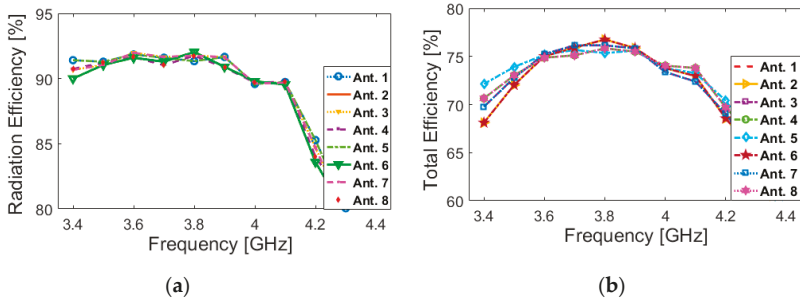 Radiation Efficiency [%]
95
90
85
80
3.4
3.6
3.8
4
4.2
4.4
Frequency [GHz]
Ant. 1
Ant. 2
Ant. 3
Ant. 4
Ant. 5
Ant. 6
Ant. 7
Ant. 8
(a)
Total Efficiency [%]
80
75
70
65
60
3.4
3.6
3.8
4
4.2
4.4
Frequency [GHz]
Ant. 1
Ant. 2
Ant. 3
Ant. 4
Ant. 5
Ant. 6
Ant. 7
Ant. 8
(b)